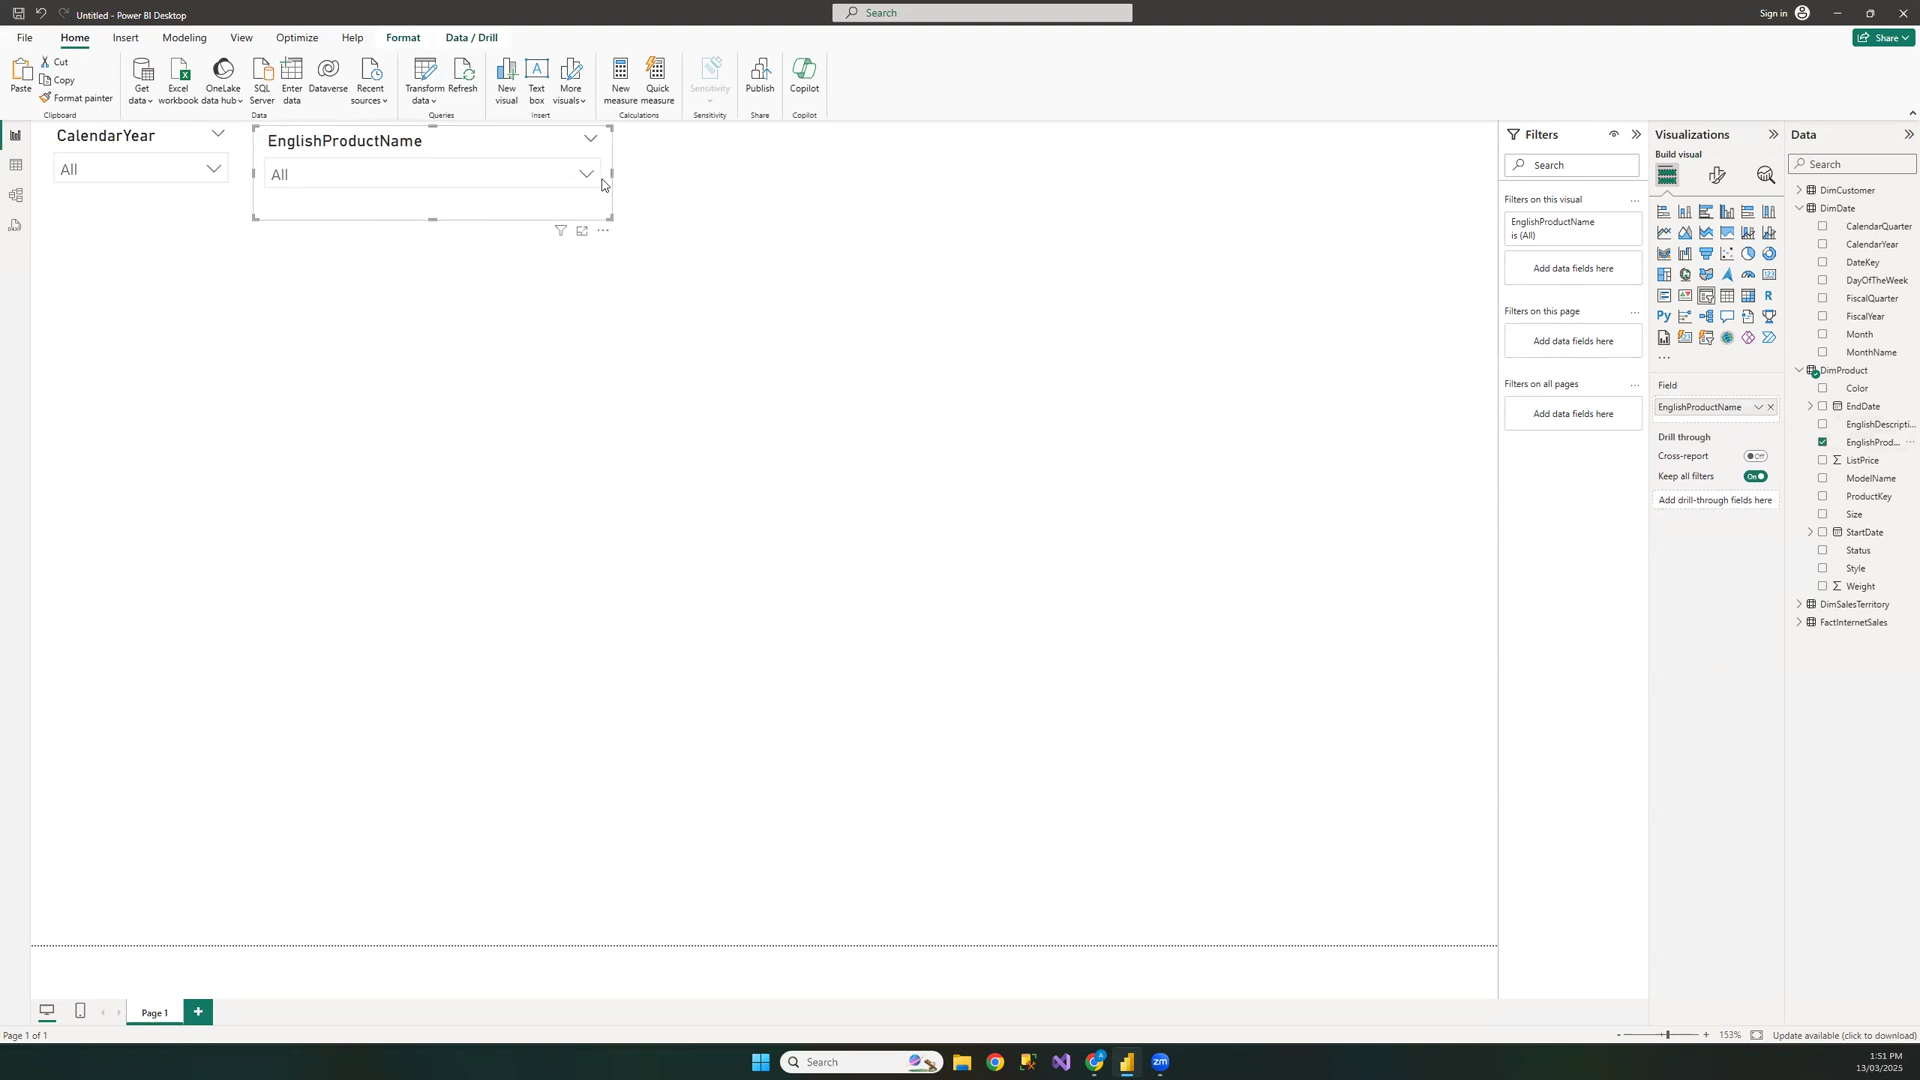 Untitled - Power BI Desktop
Search
Sign in
File Home Insert Modeling View Optimize Help Format Data / Drill
Share
Paste
Cut
Copy
Format painter
Clipboard
Get data
Excel workbook
OneLake data hub
SQL Server
Enter data
Dataverse
Recent sources
Data
Transform data
Refresh
Queries
New visual
Text box
More visuals
Insert
New measure
Quick measure
Calculations
Sensitivity
Sensitivity
Publish
Share
Copilot
Copilot
CalendarYear
All
EnglishProductName
All
Filters
Search
Filters on this visual
...
EnglishProductName
is (All)
Add data fields here
Filters on this page
...
Add data fields here
Filters on all pages
...
Add data fields here
Visualizations
Build visual
123
R
Py
...
Field
EnglishProductName
Drill through
Cross-report
Off
Keep all filters
On
Add drill-through fields here
Data
Search
DimCustomer
DimDate
CalendarQuarter
CalendarYear
DateKey
DayOfTheWeek
FiscalQuarter
FiscalYear
Month
MonthName
DimProduct
Color
EndDate
EnglishDescripti...
EnglishProd... ...
∑ ListPrice
ModelName
ProductKey
Size
StartDate
Status
Style
∑ Weight
DimSalesTerritory
FactInternetSales
Page 1
+
Page 1 of 1
- + 153%
Update available (click to download)
Search
zm
1:51 PM
13/03/2025